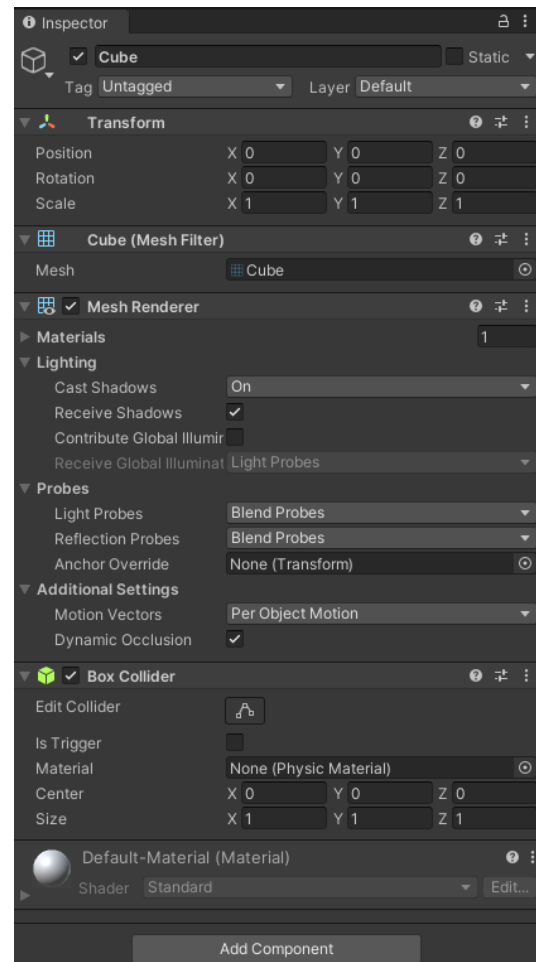 Inspector
Cube Static
Tag Untagged Layer Default
Transform
Position X 0 Y 0 Z 0
Rotation X 0 Y 0 Z 0
Scale X 1 Y 1 Z 1
Cube (Mesh Filter)
Mesh Cube
Mesh Renderer
Materials 1
Lighting
Cast Shadows On
Receive Shadows
Contribute Global Illumir
Receive Global Illuminat Light Probes
Probes
Light Probes Blend Probes
Reflection Probes Blend Probes
Anchor Override None (Transform)
Additional Settings
Motion Vectors Per Object Motion
Dynamic Occlusion
Box Collider
Edit Collider
Is Trigger
Material None (Physic Material)
Center X 0 Y 0 Z 0
Size X 1 Y 1 Z 1
Default-Material (Material)
Shader Standard Edit...
Add Component